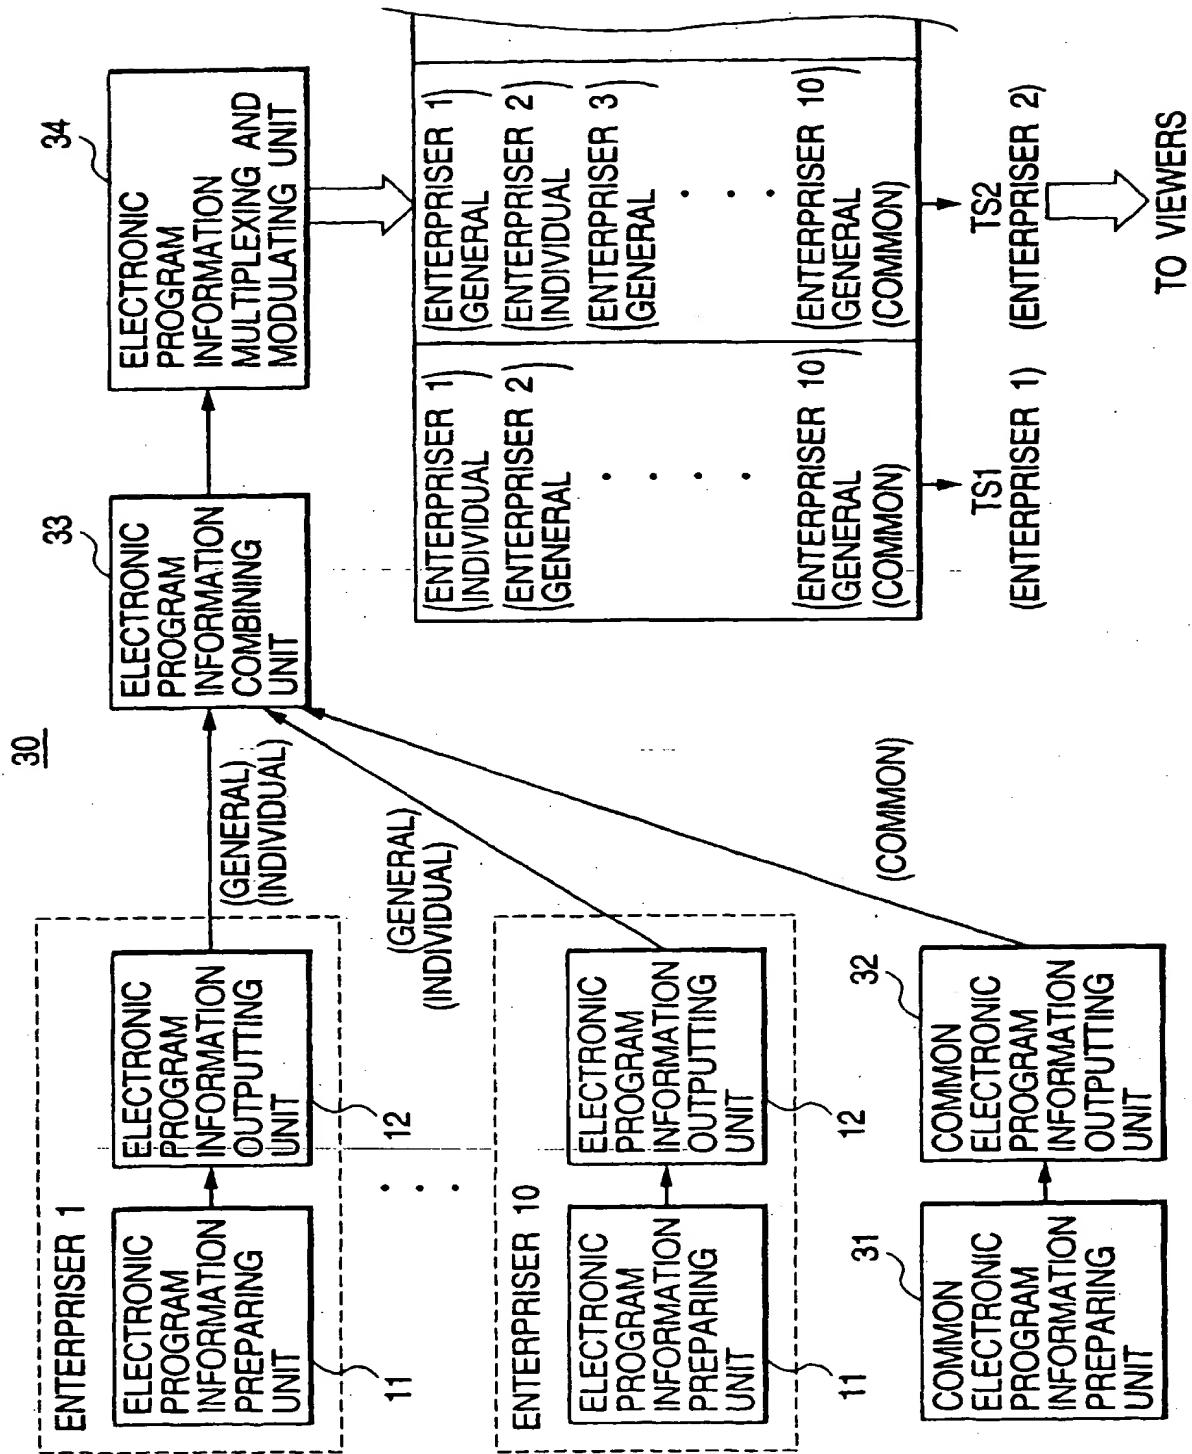 30
ENTERPRISER 1
ELECTRONIC
PROGRAM
INFORMATION
PREPARING
UNIT
11
ELECTRONIC
PROGRAM
INFORMATION
OUTPUTTING
UNIT
12
(GENERAL)
(INDIVIDUAL)
ENTERPRISER 10
ELECTRONIC
PROGRAM
INFORMATION
PREPARING
UNIT
11
ELECTRONIC
PROGRAM
INFORMATION
OUTPUTTING
UNIT
12
(GENERAL)
(INDIVIDUAL)
31
COMMON
ELECTRONIC
PROGRAM
INFORMATION
PREPARING
UNIT
32
COMMON
ELECTRONIC
PROGRAM
INFORMATION
OUTPUTTING
UNIT
(COMMON)
33
ELECTRONIC
PROGRAM
INFORMATION
COMBINING
UNIT
34
ELECTRONIC
PROGRAM
INFORMATION
MULTIPLEXING AND
MODULATING UNIT
(ENTERPRISER 1)
(INDIVIDUAL)
(ENTERPRISER 2)
(GENERAL)
. . . .
(ENTERPRISER 10)
(GENERAL)
(COMMON)
TS1
(ENTERPRISER 1)
(ENTERPRISER 1)
(GENERAL)
(ENTERPRISER 2)
(INDIVIDUAL)
(ENTERPRISER 3)
(GENERAL)
. . .
(ENTERPRISER 10)
(GENERAL)
(COMMON)
TS2
(ENTERPRISER 2)
TO VIEWERS